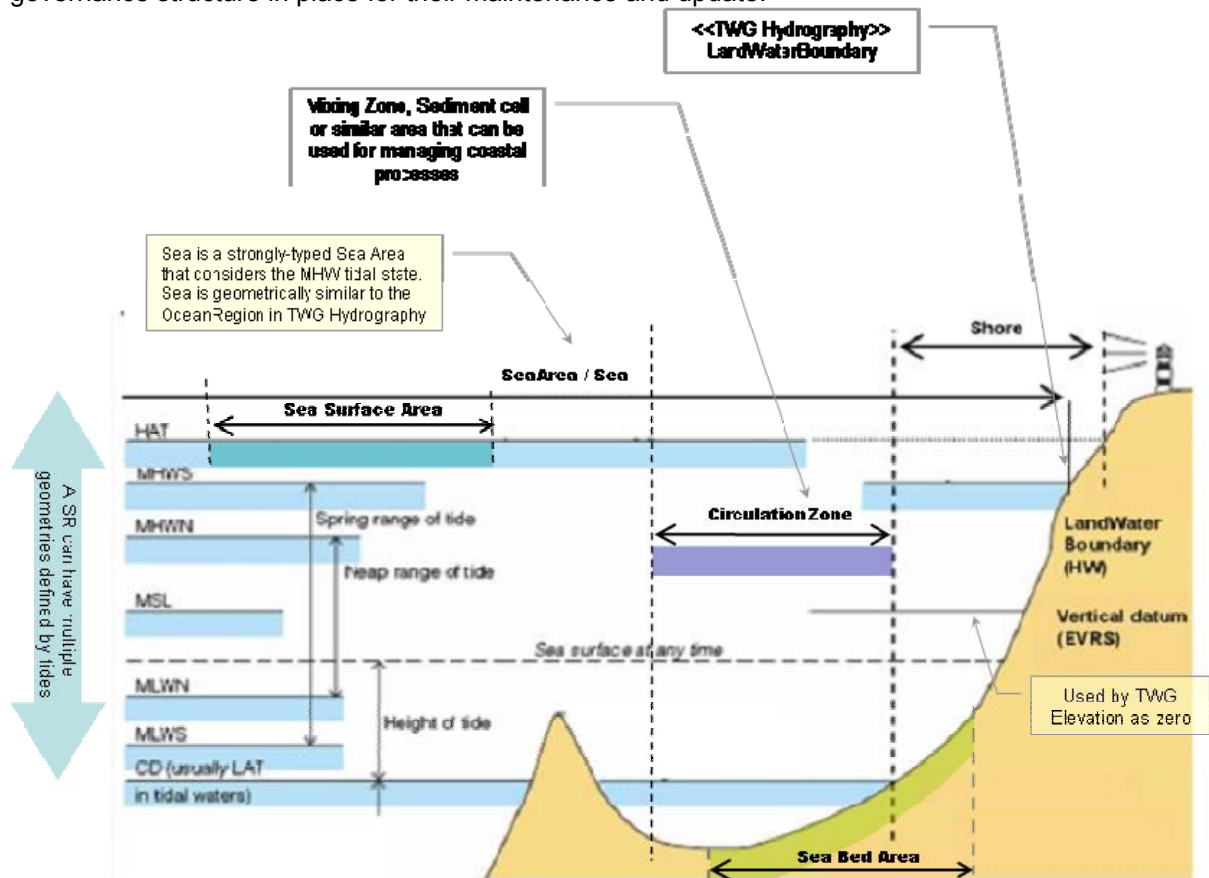 governance structure in place for their maintenance and update.
<<TWG Hydrography>>
LandWaterBoundary
Mixing Zone, Sediment cell
or similar area that can be
used for managing coastal
processes
Sea is a strongly-typed Sea Area
that considers the MHW tidal state.
Sea is geometrically similar to the
OceanRegion in TWG Hydrography
Shore
SeaArea / Sea
Sea Surface Area
HAT
MHWS
Spring range of tide
MHWN
Neap range of tide
CirculationZone
LandWater
Boundary
(HW)
A SR can have multiple
geometries defined by tides
MSL
Vertical datum
(EVRS)
Sea surface at any time
MLWN
Height of tide
Used by TWG
Elevation as zero
MLWS
CD (usually LAT
in tidal waters)
Sea Bed Area